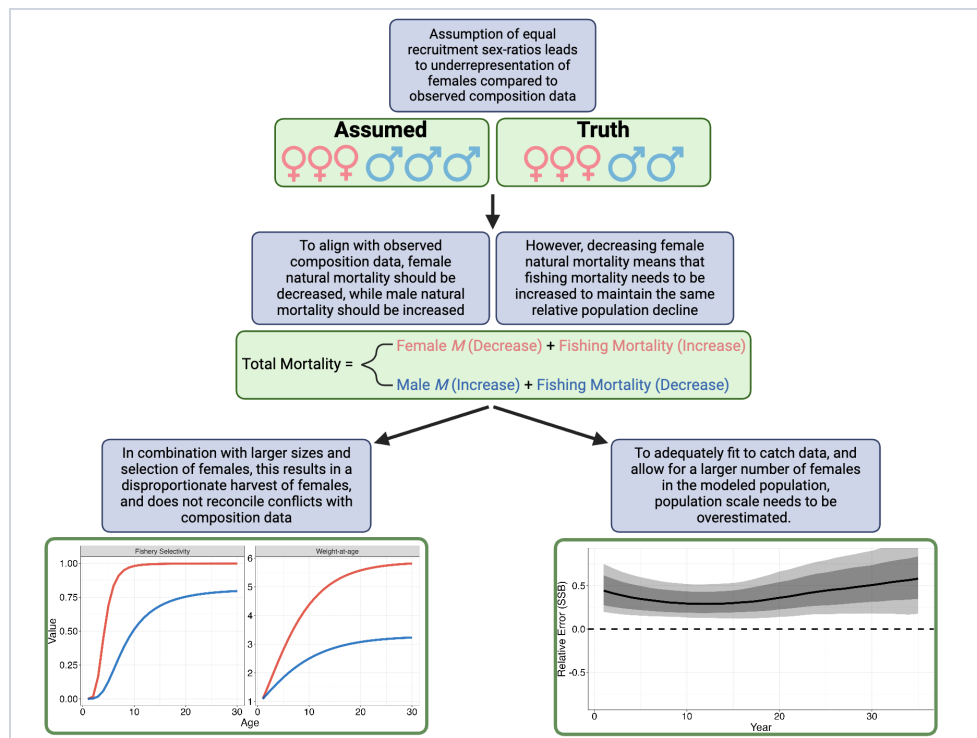 Assumption of equal
recruitment sex-ratios leads
to underrepresentation of
females compared to
observed composition data
Assumed
Truth
To align with observed
composition data, female
natural mortality should be
decreased, while male natural
mortality should be increased
However, decreasing female
natural mortality means that
fishing mortality needs to be
increased to maintain the same
relative population decline
Total Mortality =
Female M (Decrease) + Fishing Mortality (Increase)
Male M (Increase) + Fishing Mortality (Decrease)
In combination with larger sizes and
selection of females, this results in a
disproportionate harvest of females,
and does not reconcile conflicts with
composition data
To adequately fit to catch data, and
allow for a larger number of females
in the modeled population,
population scale needs to be
overestimated.
Fishery Selectivity
Weight-at-age
Value
1.00
0.75
0.50
0.25
0.00
0
10
20
30
6
5
4
3
2
1
0
10
20
30
Age
Relative Error (SSB)
0.5
0.0
-0.5
0
10
20
30
Year